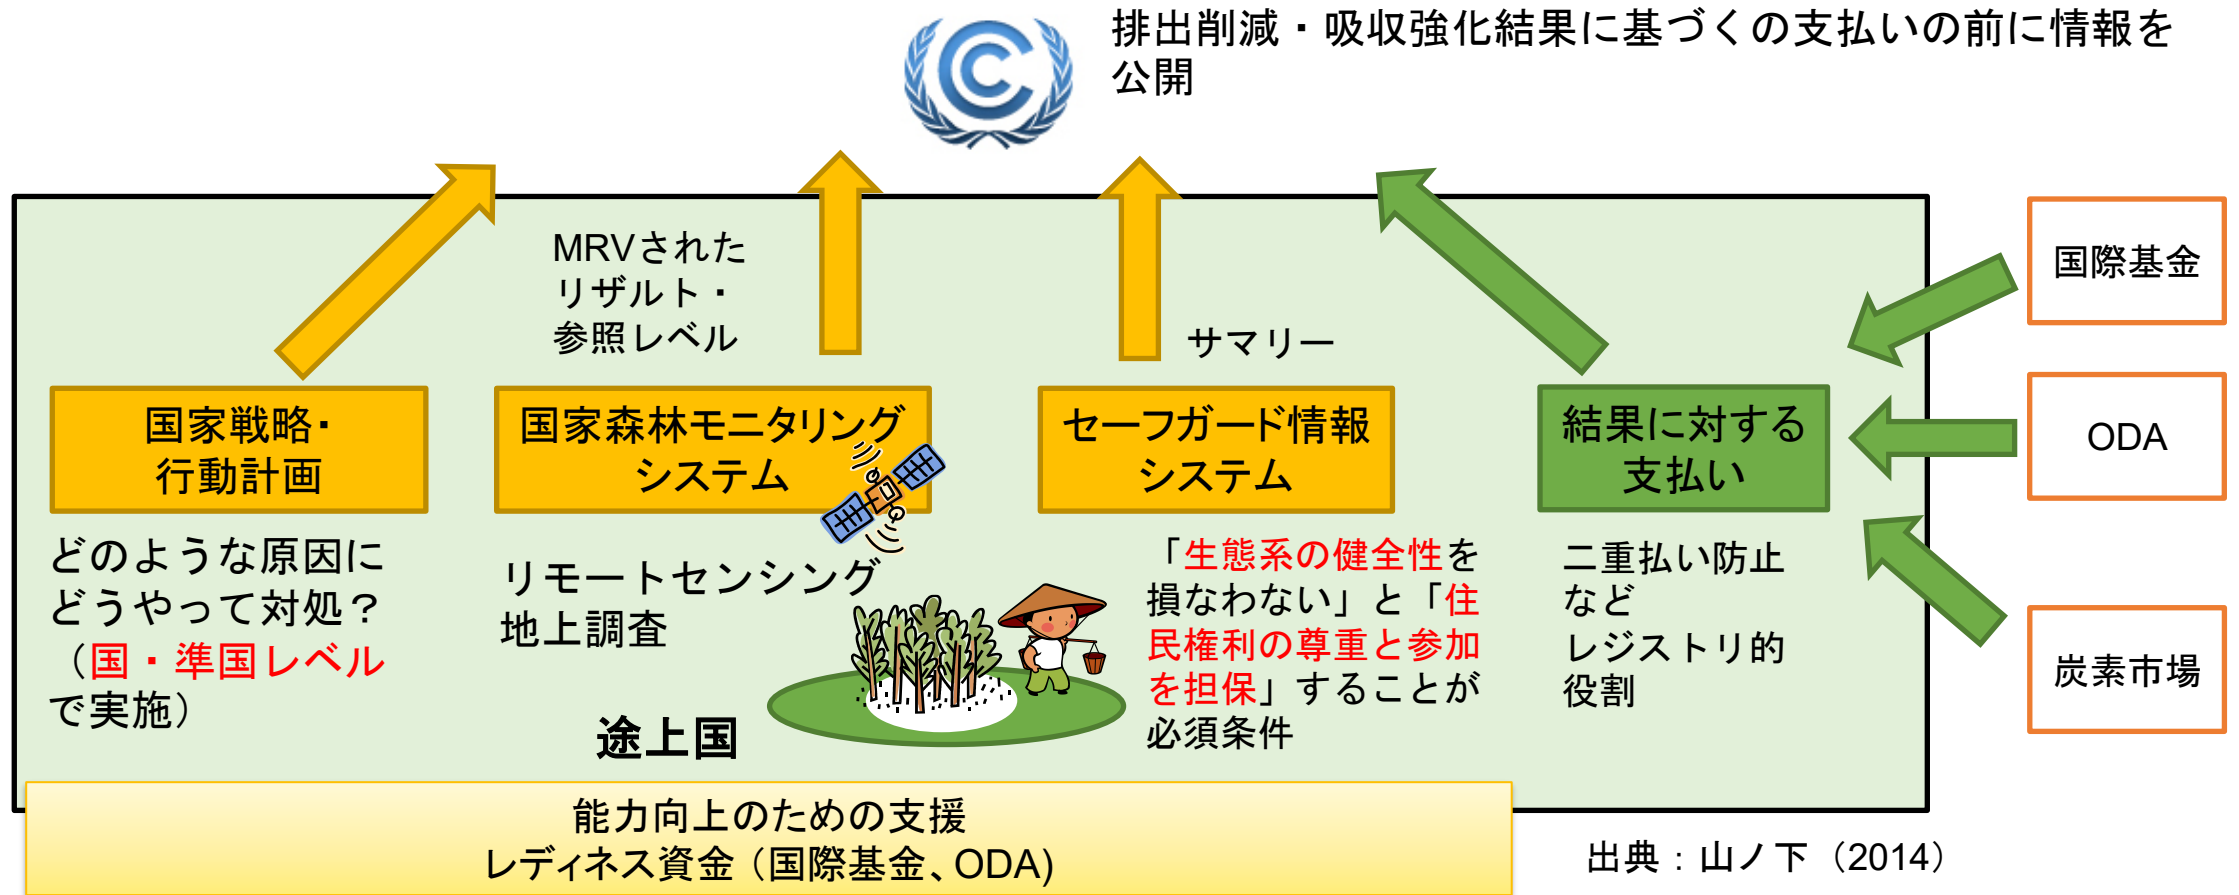 排出削減・吸収強化結果に基づくの支払いの前に情報を
公開
MRVされた
リザルト・
参照レベル
サマリー
国際基金
ODA
炭素市場
国家戦略・
行動計画
国家森林モニタリング
システム
セーフガード情報
システム
結果に対する
支払い
どのような原因に
どうやって対処？
（国・準国レベル
で実施）
リモートセンシング
地上調査
「生態系の健全性を
損なわない」と「住
民権利の尊重と参加
を担保」することが
必須条件
二重払い防止
など
レジストリ的
役割
途上国
能力向上のための支援
レディネス資金（国際基金、ODA)
出典：山ノ下（2014）